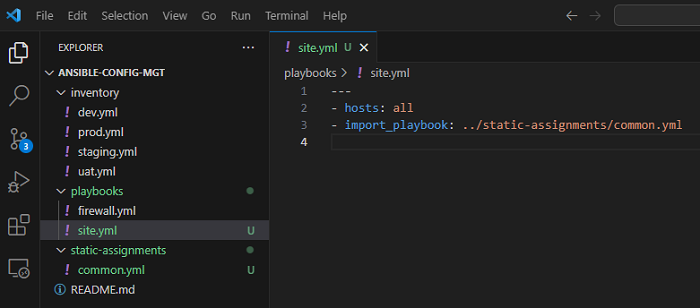 File Edit Selection View Go Run Terminal Help
EXPLORER
ANSIBLE-CONFIG-MGT
inventory
! dev.yml
! prod.yml
! staging.yml
! uat.yml
playbooks
! firewall.yml
! site.yml U
static-assignments
! common.yml U
README.md
3
! site.yml U
playbooks > ! site.yml
1 ---
2 - hosts: all
3 - import_playbook: ../static-assignments/common.yml
4